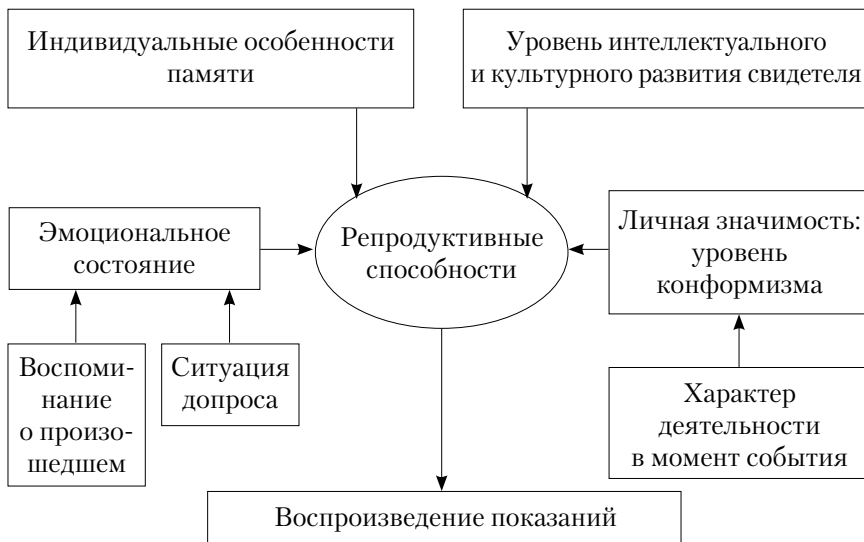 Индивидуальные особенности
памяти
Уровень интеллектуального
и культурного развития свидетеля
Эмоциональное
состояние
Репродуктивные
способности
Личная значимость:
уровень
конформизма
Воспоми-
нание
о произо-
шедшем
Ситуация
допроса
Характер
деятельности
в момент события
Воспроизведение показаний